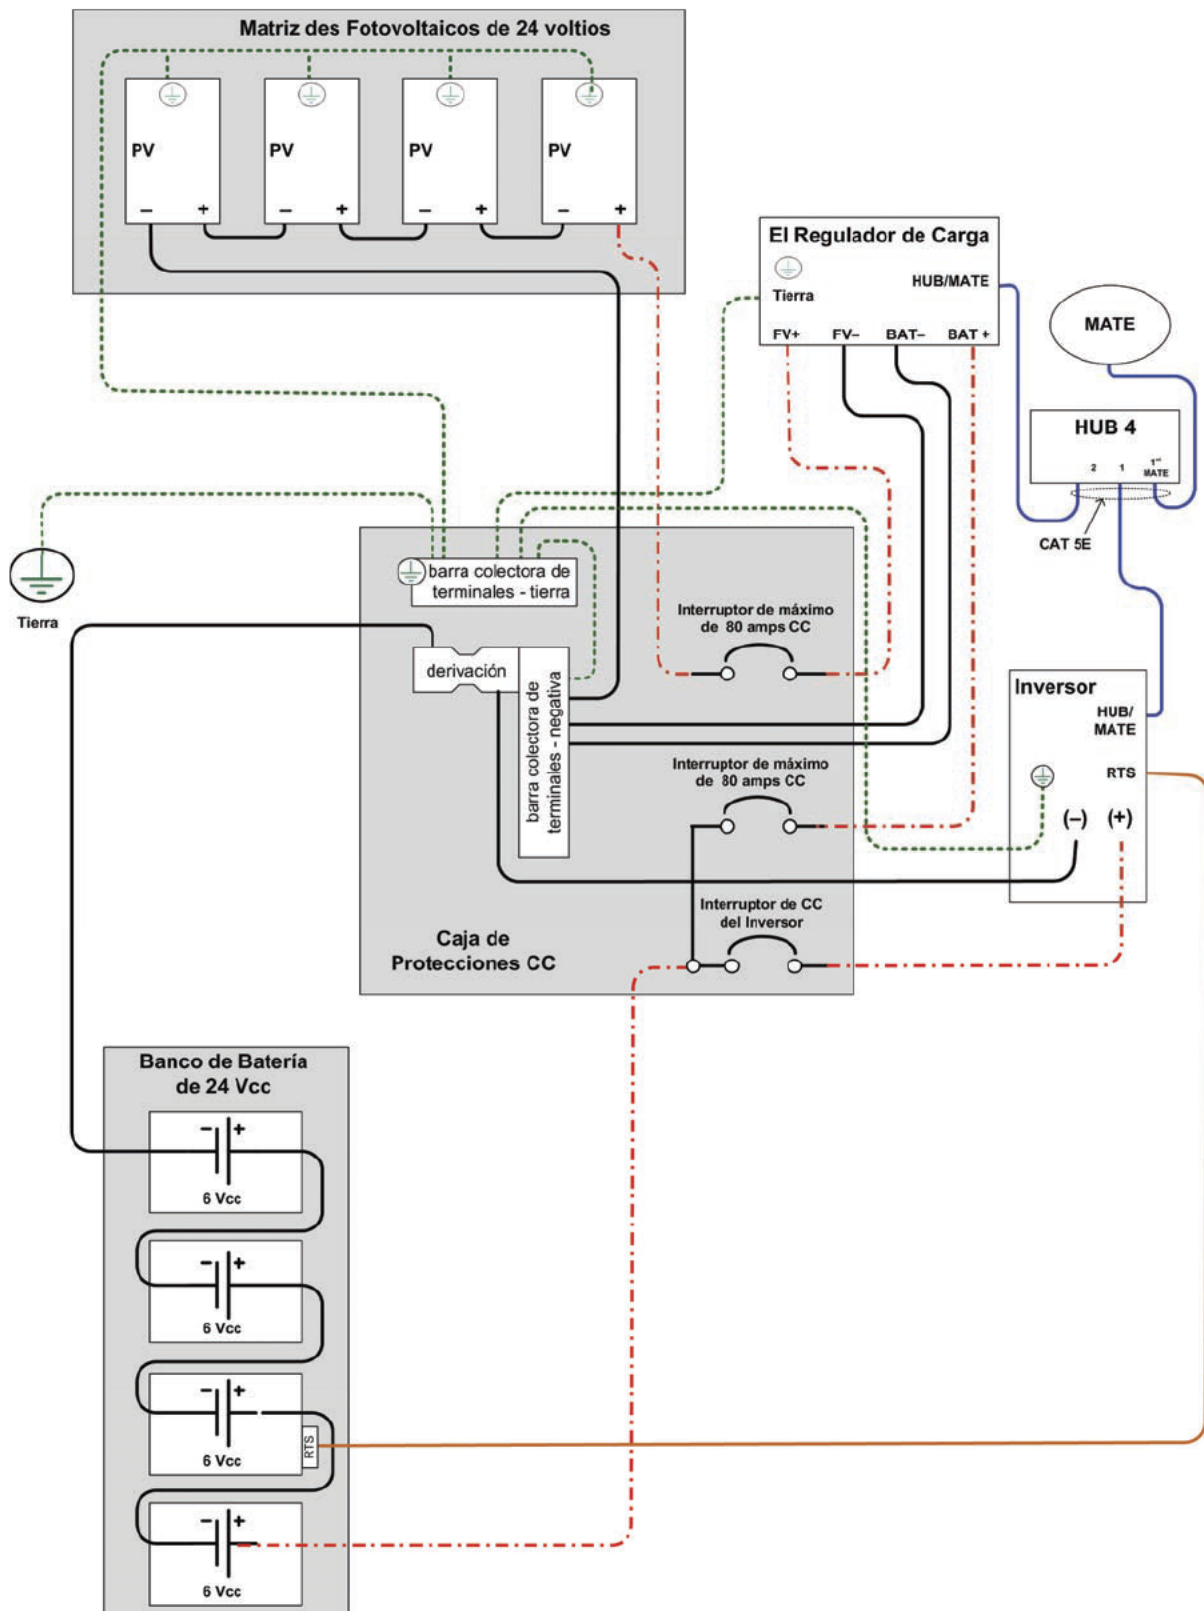 Matriz des Fotovoltaicos de 24 voltios
PV PV PV PV
– + – + – + – +
El Regulador de Carga
HUB/MATE
Tierra
FV+ FV– BAT– BAT +
MATE
HUB 4
2 1 1st
MATE
CAT 5E
Tierra
barra colectora de
terminales - tierra
derivación
barra colectora de
terminales - negativa
Interruptor de máximo
de 80 amps CC
Interruptor de máximo
de 80 amps CC
Interruptor de CC
del Inversor
Caja de
Protecciones CC
Inversor
HUB/
MATE
RTS
(–) (+)
Banco de Batería
de 24 Vcc
– +
6 Vcc
– +
6 Vcc
– +
6 Vcc
RTS
– +
6 Vcc